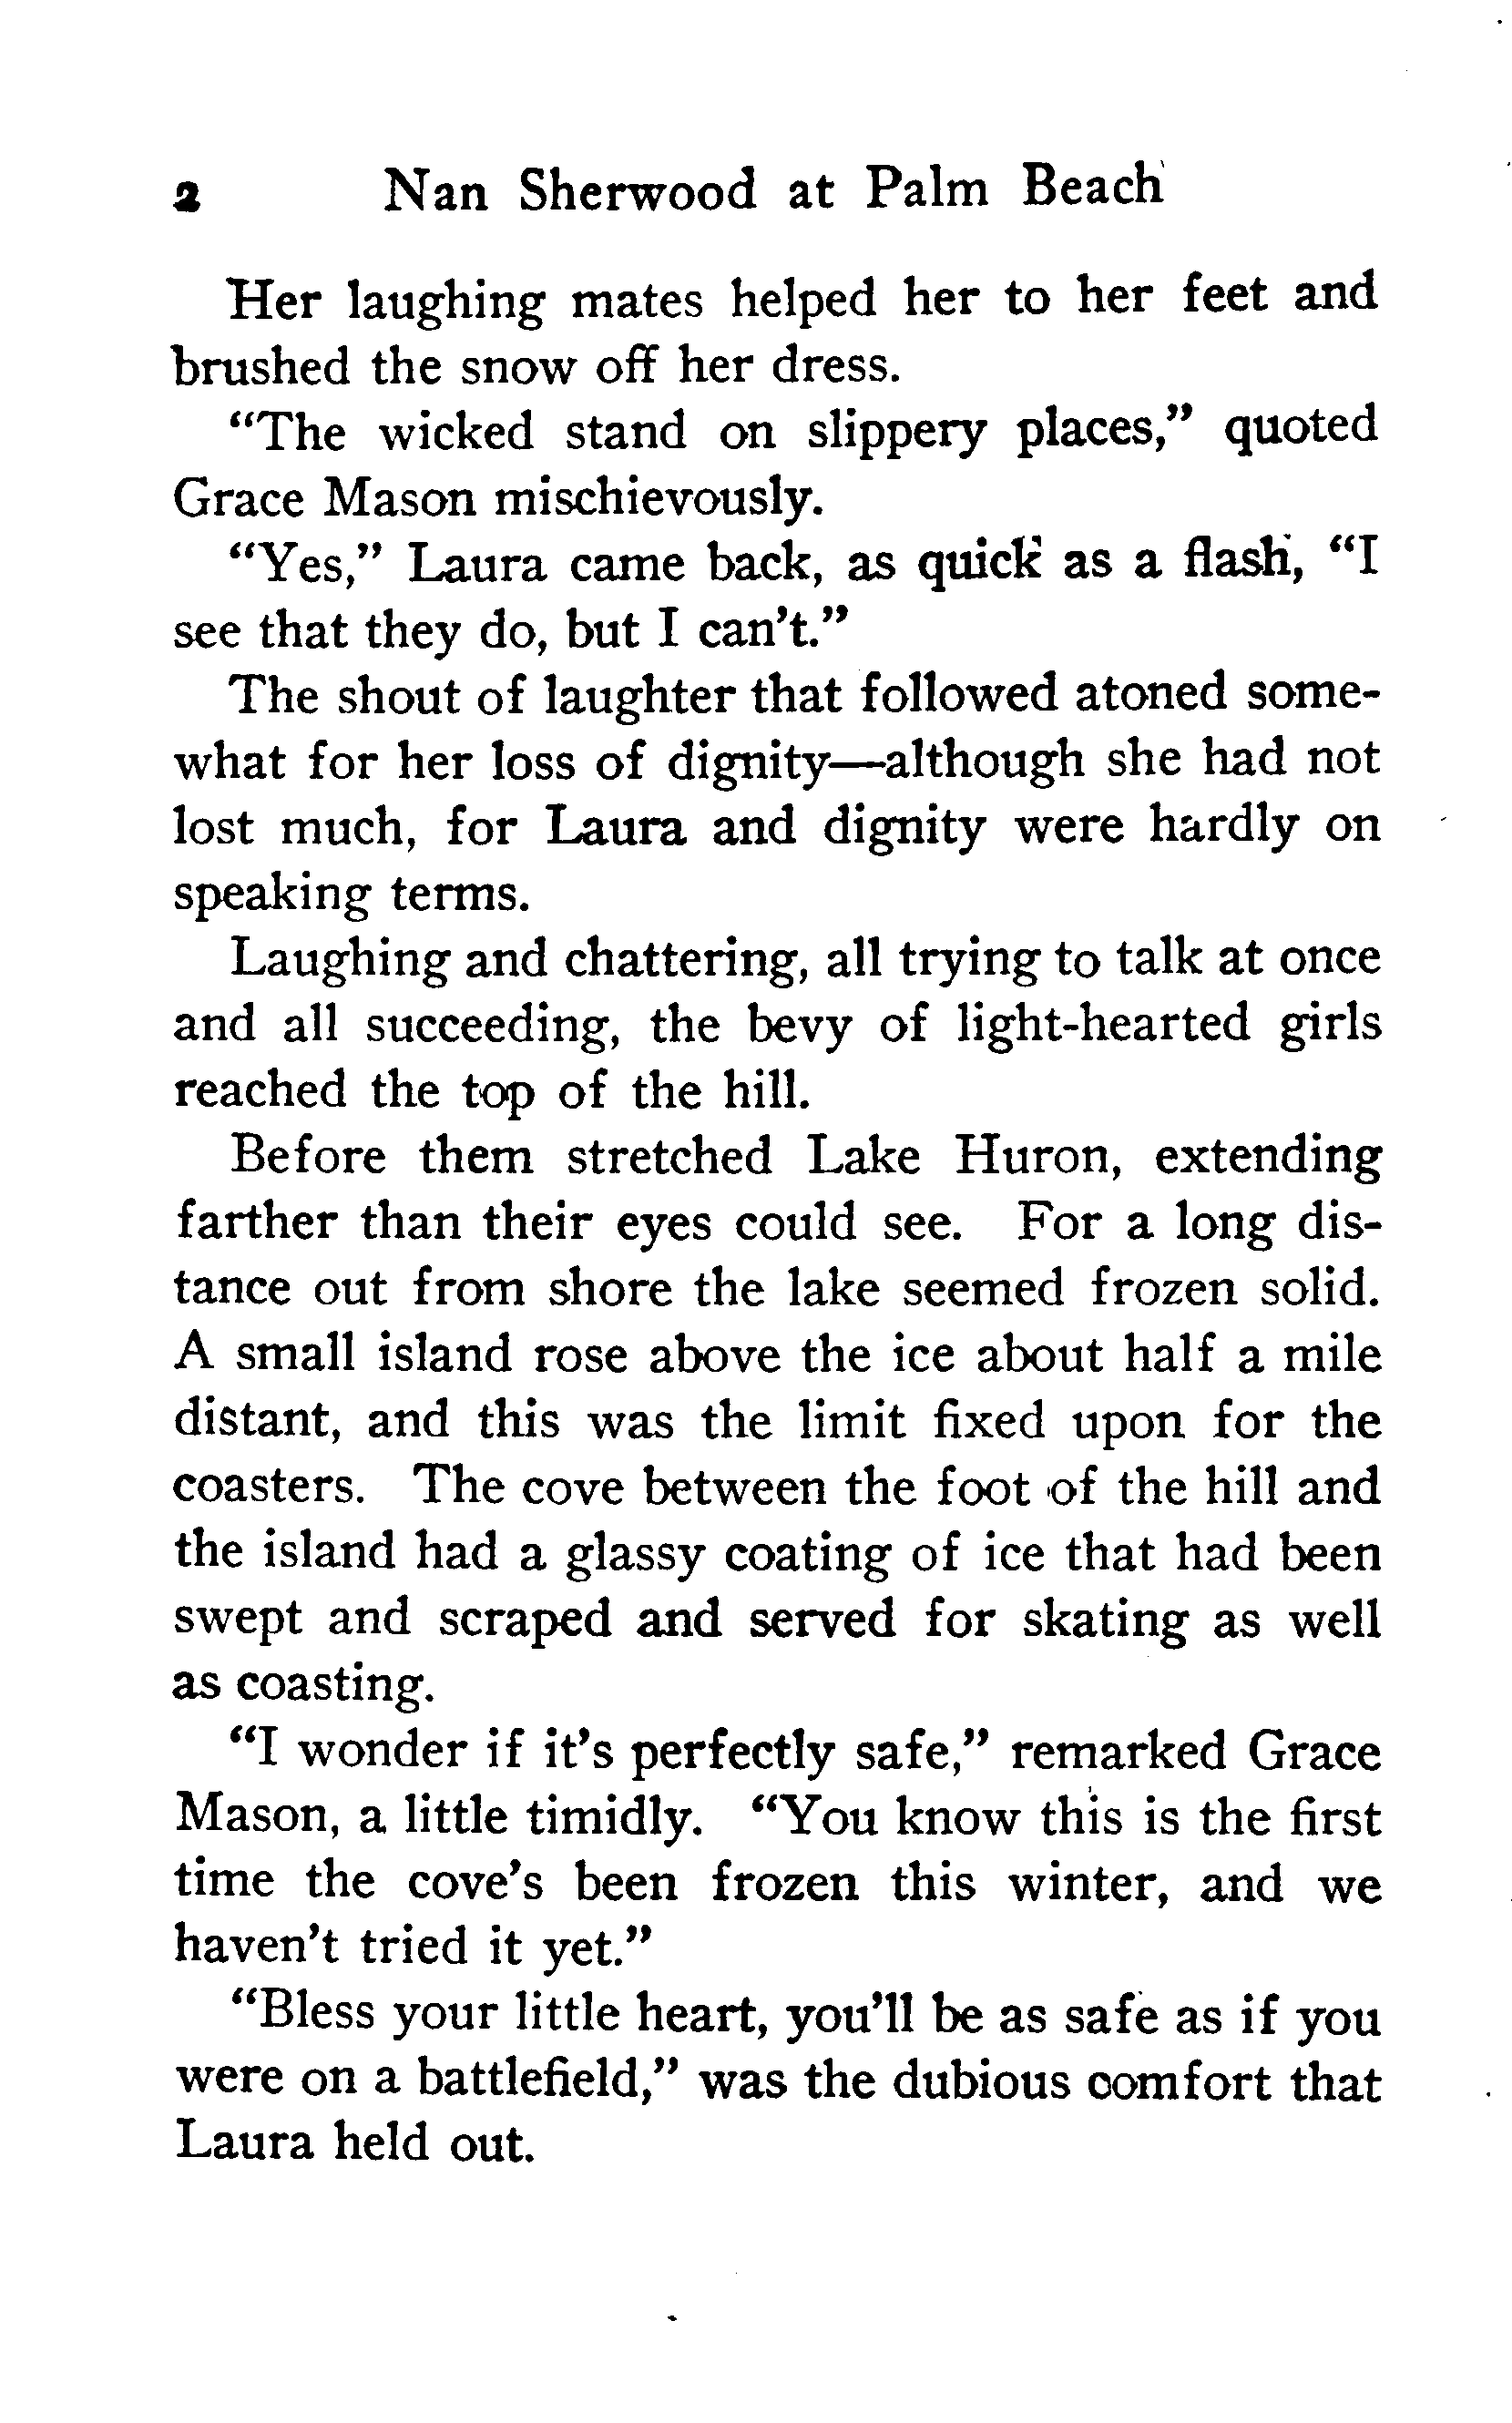 2 Nan Sherwood at Palm Beach
Her laughing mates helped her to her feet and
brushed the snow off her dress.
“The wicked stand on slippery places,” quoted
Grace Mason mischievously.
“Yes,” Laura came back, as quick as a flash, “I
see that they do, but I can’t.”
The shout of laughter that followed atoned some-
what for her loss of dignity—although she had not
lost much, for Laura and dignity were hardly on
speaking terms.
Laughing and chattering, all trying to talk at once
and all succeeding, the bevy of light-hearted girls
reached the top of the hill.
Before them stretched Lake Huron, extending
farther than their eyes could see. For a long dis-
tance out from shore the lake seemed frozen solid.
A small island rose above the ice about half a mile
distant, and this was the limit fixed upon for the
coasters. The cove between the foot of the hill and
the island had a glassy coating of ice that had been
swept and scraped and served for skating as well
as coasting.
“I wonder if it’s perfectly safe,” remarked Grace
Mason, a little timidly. “You know this is the first
time the cove’s been frozen this winter, and we
haven’t tried it yet.”
“Bless your little heart, you’ll be as safe as if you
were on a battlefield,” was the dubious comfort that
Laura held out.